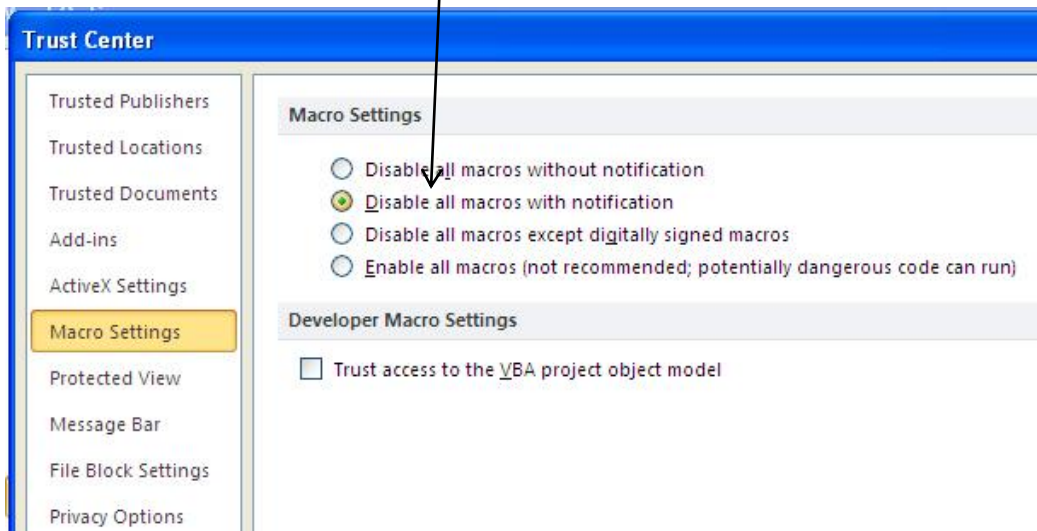 Trust Center
Trusted Publishers
Trusted Locations
Trusted Documents
Add-ins
ActiveX Settings
Macro Settings
Protected View
Message Bar
File Block Settings
Privacy Options
Macro Settings
Disable all macros without notification
Disable all macros with notification
Disable all macros except digitally signed macros
Enable all macros (not recommended; potentially dangerous code can run)
Developer Macro Settings
Trust access to the VBA project object model